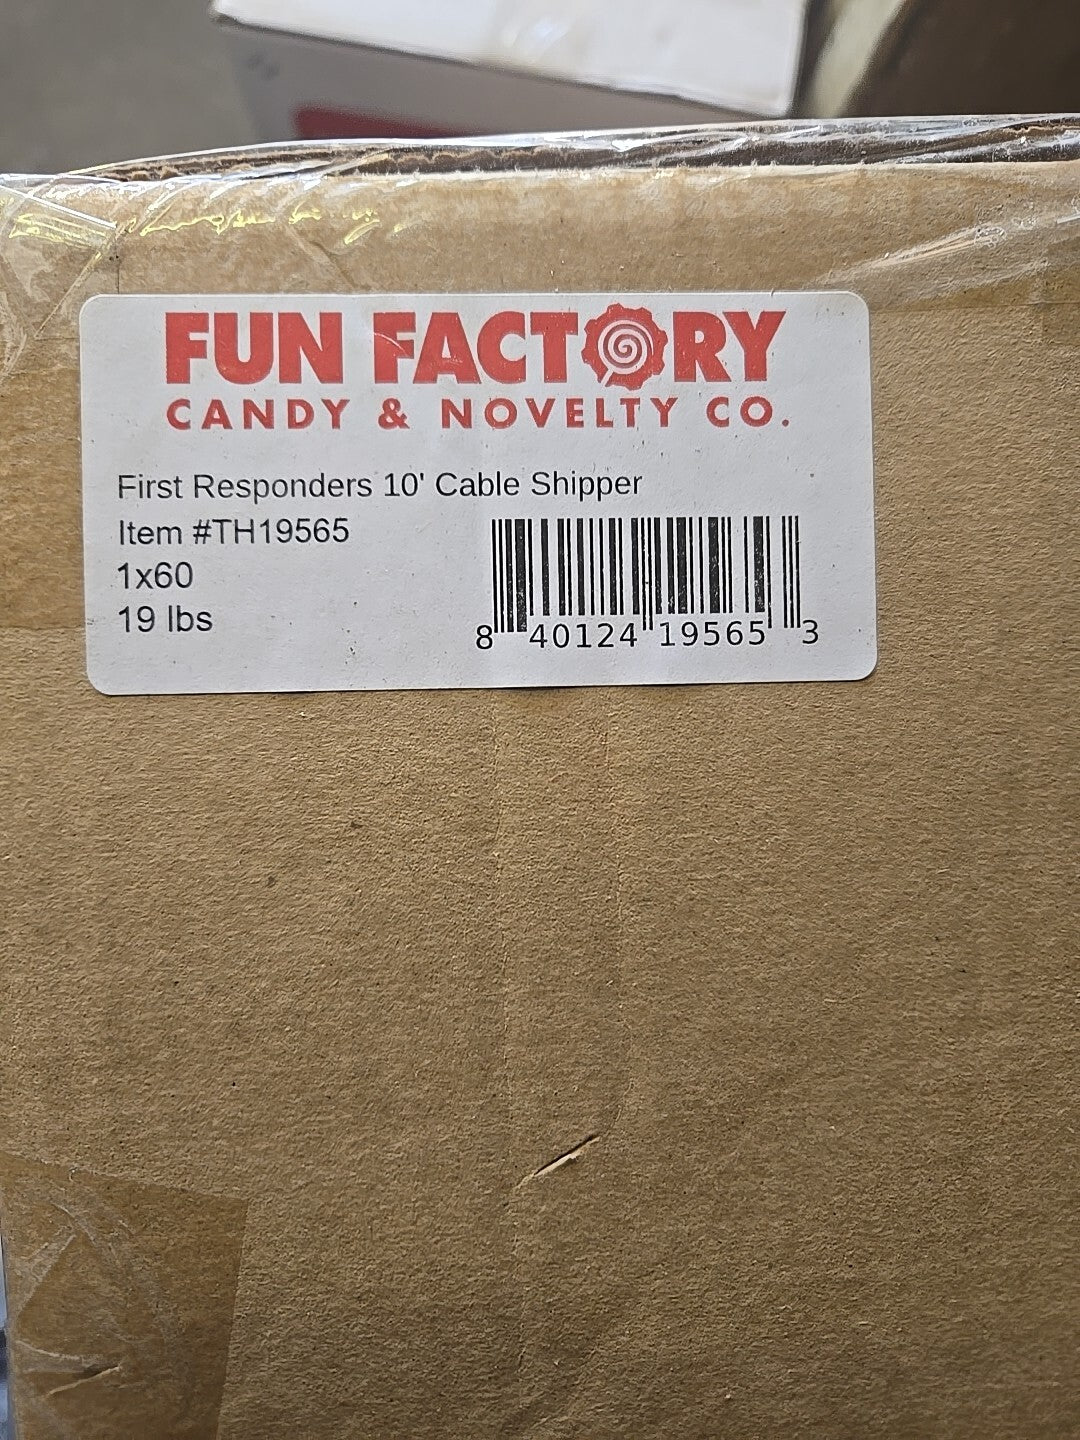 FUN FACTORY
CANDY & NOVELTY CO.
First Responders 10' Cable Shipper
Item #TH19565
1x60
19 lbs
8 40124 19565 3